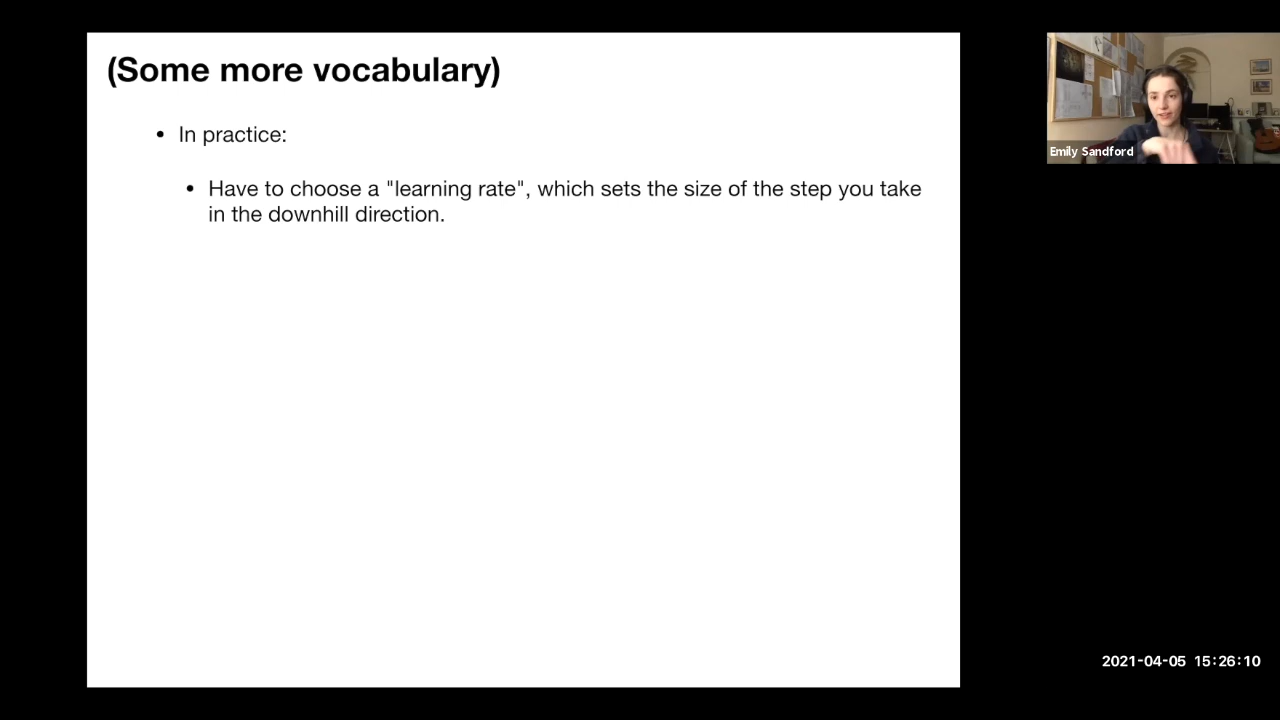 (Some more vocabulary)
• In practice:
• Have to choose a "learning rate", which sets the size of the step you take
in the downhill direction.
Emily Sandford
2021-04-05 15:26:10